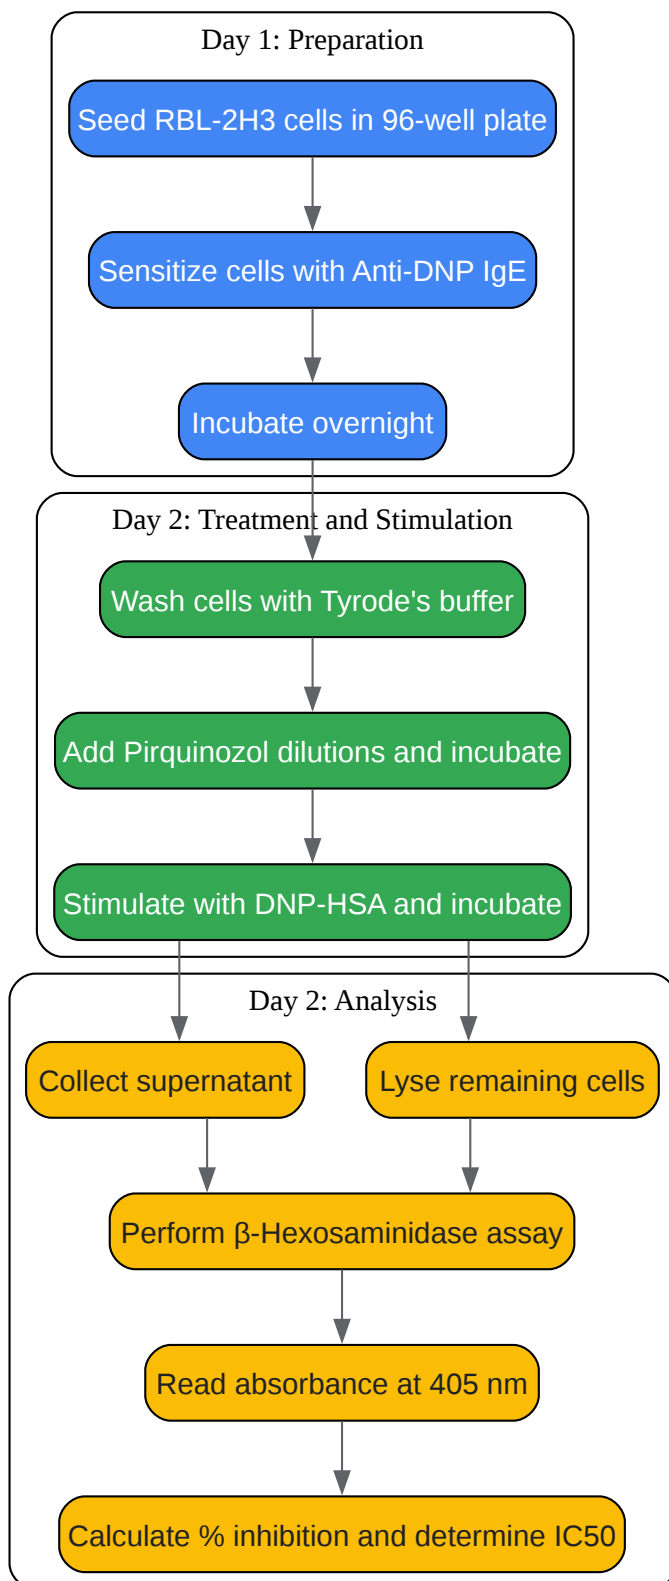 Day 1: Preparation
Seed RBL-2H3 cells in 96-well plate
Sensitize cells with Anti-DNP IgE
Incubate overnight
Day 2: Treatment and Stimulation
Wash cells with Tyrode's buffer
Add Pirquinozol dilutions and incubate
Stimulate with DNP-HSA and incubate
Day 2: Analysis
Collect supernatant
Lyse remaining cells
Perform β-Hexosaminidase assay
Read absorbance at 405 nm
Calculate % inhibition and determine IC50